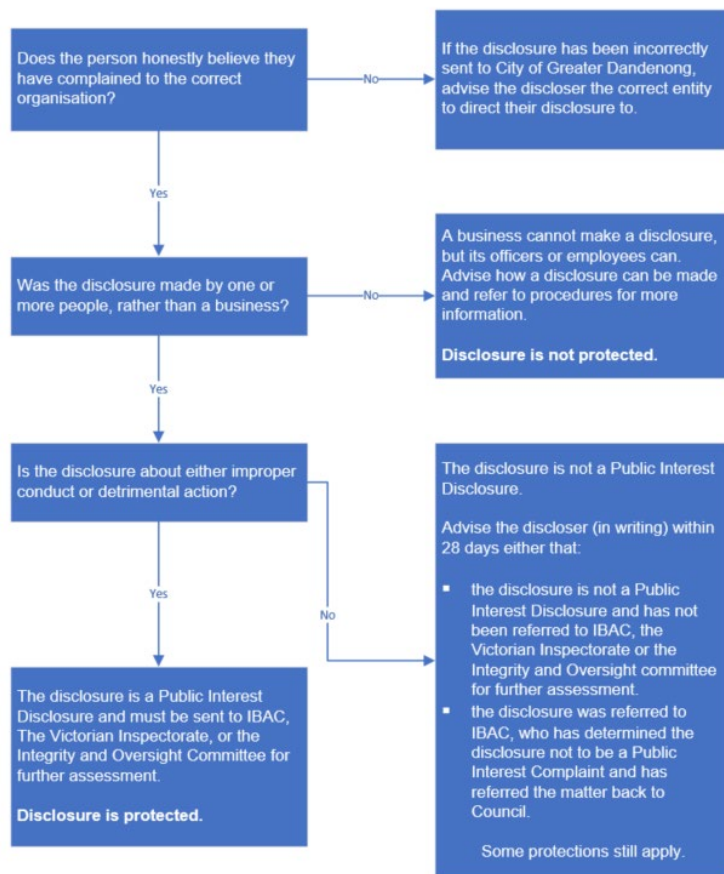 Does the person honestly believe they
have complained to the correct
organisation?
No
If the disclosure has been incorrectly
sent to City of Greater Dandenong,
advise the discloser the correct entity
to direct their disclosure to.
Yes
Was the disclosure made by one or
more people, rather than a business?
No
A business cannot make a disclosure,
but its officers or employees can.
Advise how a disclosure can be made
and refer to procedures for more
information.
Disclosure is not protected.
Yes
Is the disclosure about either improper
conduct or detrimental action?
No
The disclosure is not a Public Interest
Disclosure.
Advise the discloser (in writing) within
28 days either that:
▪ the disclosure is not a Public
Interest Disclosure and has not
been referred to IBAC, the
Victorian Inspectorate or the
Integrity and Oversight committee
for further assessment.
▪ the disclosure was referred to
IBAC, who has determined the
disclosure not to be a Public
Interest Complaint and has
referred the matter back to
Council.
Some protections still apply.
Yes
The disclosure is a Public Interest
Disclosure and must be sent to IBAC,
The Victorian Inspectorate, or the
Integrity and Oversight Committee for
further assessment.
Disclosure is protected.